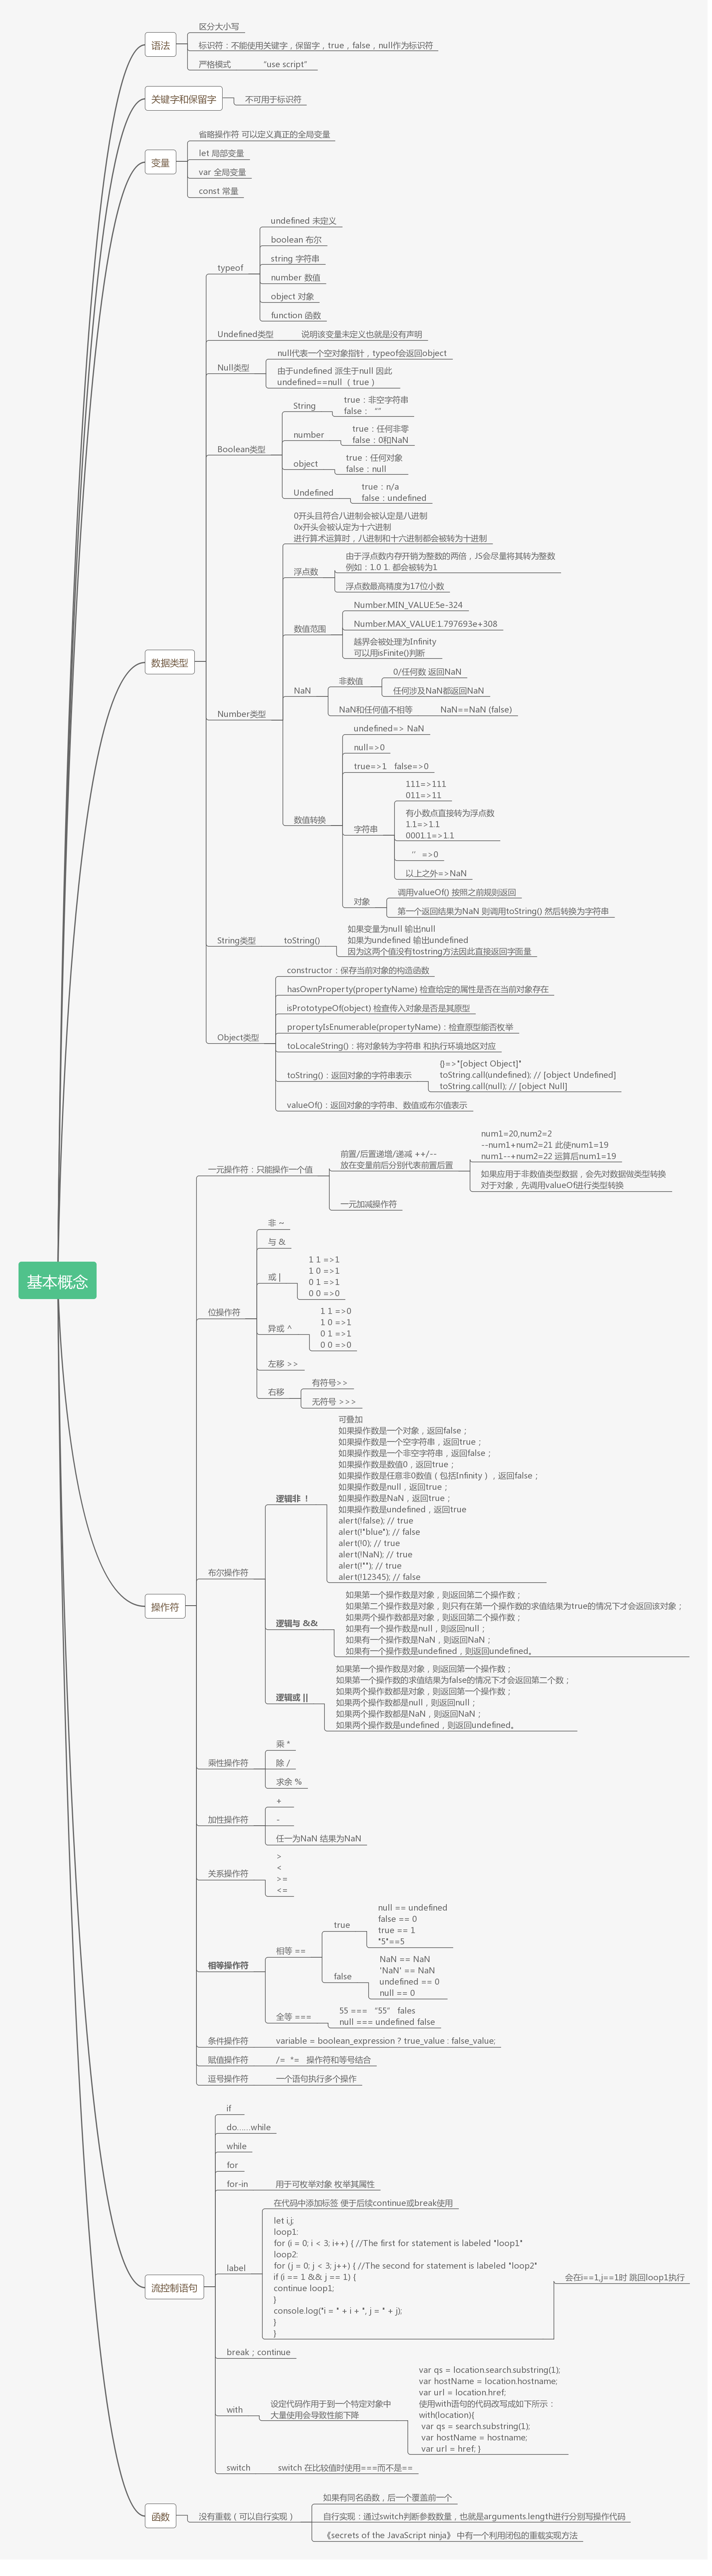 基本概念
语法
区分大小写
标识符：不能使用关键字，保留字，true，false，null作为标识符
严格模式 "use script"
关键字和保留字
不可用于标识符
变量
省略操作符 可以定义真正的全局变量
let 局部变量
var 全局变量
const 常量
数据类型
typeof
undefined 未定义
boolean 布尔
string 字符串
number 数值
object 对象
function 函数
Undefined类型
说明该变量未定义也就是没有声明
Null类型
null代表一个空对象指针，typeof会返回object
由于undefined 派生于null 因此
undefined==null （true）
Boolean类型
String
true：非空字符串
false： ""
number
true：任何非零
false：0和NaN
object
true：任何对象
false：null
Undefined
true：n/a
false：undefined
Number类型
0开头且符合八进制会被认定是八进制
0x开头会被认定为十六进制
进行算术运算时，八进制和十六进制都会被转为十进制
浮点数
由于浮点数内存开销为整数的两倍，JS会尽量将其转为整数
例如：1.0 1. 都会被转为1
浮点数最高精度为17位小数
数值范围
Number.MIN_VALUE:5e-324
Number.MAX_VALUE:1.797693e+308
越界会被处理为Infinity
可以用isFinite()判断
NaN
非数值
0/任何数 返回NaN
任何涉及NaN都返回NaN
NaN和任何值不相等 NaN==NaN (false)
数值转换
undefined=> NaN
null=>0
true=>1 false=>0
字符串
111=>111
011=>11
有小数点直接转为浮点数
1.1=>1.1
0001.1=>1.1
'' =>0
以上之外=>NaN
对象
调用valueOf() 按照之前规则返回
第一个返回结果为NaN 则调用toString() 然后转换为字符串
String类型
toString()
如果变量为null 输出null
如果为undefined 输出undefined
因为这两个值没有tostring方法因此直接返回字面量
Object类型
constructor：保存当前对象的构造函数
hasOwnProperty(propertyName) 检查给定的属性是否在当前对象存在
isPrototypeOf(object) 检查传入对象是否是其原型
propertyIsEnumerable(propertyName)：检查原型能否枚举
toLocaleString()：将对象转为字符串 和执行环境地区对应
toString()：返回对象的字符串表示
{}=>"[object Object]"
toString.call(undefined); // [object Undefined]
toString.call(null); // [object Null]
valueOf()：返回对象的字符串、数值或布尔值表示
操作符
一元操作符：只能操作一个值
前置/后置递增/递减 ++/--
放在变量前后分别代表前置后置
num1=20,num2=2
--num1+num2=21 此使num1=19
num1--+num2=22 运算后num1=19
如果应用于非数值类型数据，会先对数据做类型转换
对于对象，先调用valueOf进行类型转换
一元加减操作符
位操作符
非 ~
与 &
或 |
1 1 =>1
1 0 =>1
0 1 =>1
0 0 =>0
异或 ^
1 1 =>0
1 0 =>1
0 1 =>1
0 0 =>0
左移 >>
右移
有符号>>
无符号 >>>
布尔操作符
逻辑非 ！
可叠加
如果操作数是一个对象，返回false；
如果操作数是一个空字符串，返回true；
如果操作数是一个非空字符串，返回false；
如果操作数是数值0，返回true；
如果操作数是任意非0数值（包括Infinity），返回false；
如果操作数是null，返回true；
如果操作数是NaN，返回true；
如果操作数是undefined，返回true
alert(!false); // true
alert(!"blue"); // false
alert(!0); // true
alert(!NaN); // true
alert(!""); // true
alert(!12345); // false
逻辑与 &&
如果第一个操作数是对象，则返回第二个操作数；
如果第二个操作数是对象，则只有在第一个操作数的求值结果为true的情况下才会返回该对象；
如果两个操作数都是对象，则返回第二个操作数；
如果有一个操作数是null，则返回null；
如果有一个操作数是NaN，则返回NaN；
如果有一个操作数是undefined，则返回undefined。
逻辑或 ||
如果第一个操作数是对象，则返回第一个操作数；
如果第一个操作数的求值结果为false的情况下才会返回第二个数；
如果两个操作数都是对象，则返回第一个操作数；
如果两个操作数都是null，则返回null；
如果两个操作数都是NaN，则返回NaN；
如果两个操作数是undefined，则返回undefined。
乘性操作符
乘 *
除 /
求余 %
加性操作符
+
-
任一为NaN 结果为NaN
关系操作符
>
<
>=
<=
相等操作符
相等 ==
true
null == undefined
false == 0
true == 1
"5"==5
false
NaN == NaN
'NaN' == NaN
undefined == 0
null == 0
全等 ===
55 === "55" fales
null === undefined false
条件操作符
variable = boolean_expression ? true_value : false_value;
赋值操作符
/= *= 操作符和等号结合
逗号操作符
一个语句执行多个操作
流控制语句
if
do……while
while
for
for-in
用于可枚举对象 枚举其属性
label
在代码中添加标签 便于后续continue或break使用
let i,j;
loop1:
for (i = 0; i < 3; i++) { //The first for statement is labeled "loop1"
loop2:
for (j = 0; j < 3; j++) { //The second for statement is labeled "loop2"
if (i == 1 && j == 1) {
continue loop1;
}
console.log("i = " + i + ", j = " + j);
}
}
会在i==1,j==1时 跳回loop1执行
break；continue
with
设定代码作用于到一个特定对象中
大量使用会导致性能下降
var qs = location.search.substring(1);
var hostName = location.hostname;
var url = location.href;
使用with语句的代码改写成如下所示：
with(location){
var qs = search.substring(1);
var hostName = hostname;
var url = href; }
switch
switch 在比较值时使用===而不是==
函数
没有重载（可以自行实现）
如果有同名函数，后一个覆盖前一个
自行实现：通过switch判断参数数量，也就是arguments.length进行分别写操作代码
《secrets of the JavaScript ninja》 中有一个利用闭包的重载实现方法